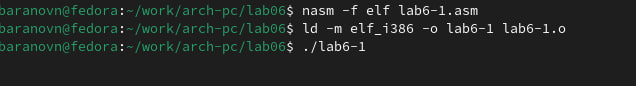 baranovn@fedora:~/work/arch-pc/lab06$ nasm -f elf lab6-1.asm
baranovn@fedora:~/work/arch-pc/lab06$ ld -m elf_i386 -o lab6-1 lab6-1.o
baranovn@fedora:~/work/arch-pc/lab06$ ./lab6-1